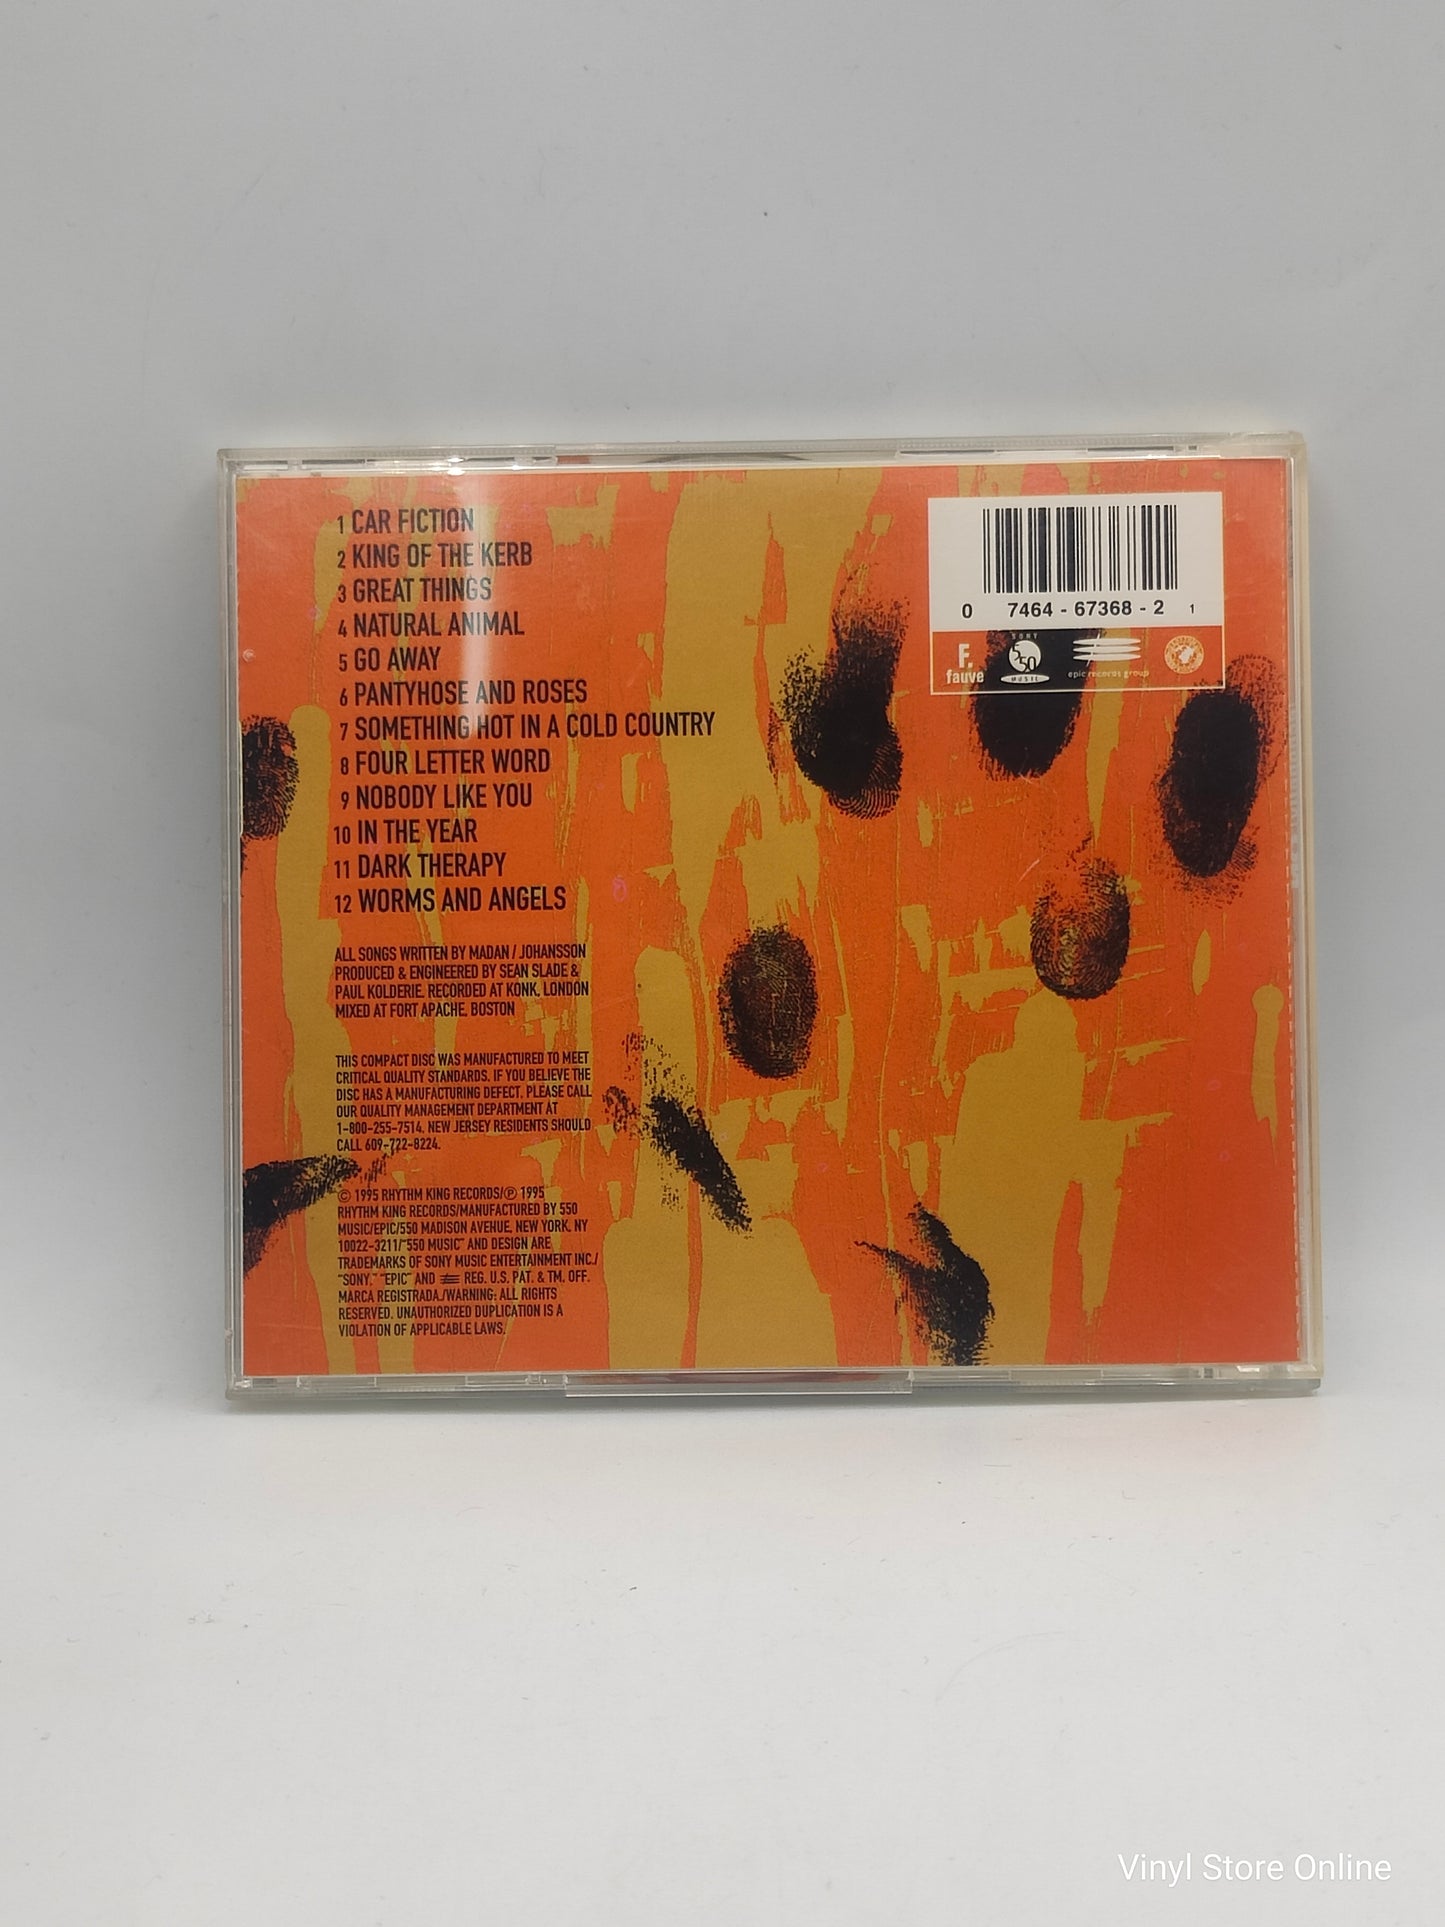 1 CAR FICTION
2 KING OF THE KERB
3 GREAT THINGS
4 NATURAL ANIMAL
5 GO AWAY
6 PANTYHOSE AND ROSES
7 SOMETHING HOT IN A COLD COUNTRY
8 FOUR LETTER WORD
9 NOBODY LIKE YOU
10 IN THE YEAR
11 DARK THERAPY
12 WORMS AND ANGELS
ALL SONGS WRITTEN BY MADAN / JOHANSSON
PRODUCED & ENGINEERED BY SEAN SLADE &
PAUL KOLDERIE. RECORDED AT KONK, LONDON
MIXED AT FORT APACHE, BOSTON
THIS COMPACT DISC WAS MANUFACTURED TO MEET
CRITICAL QUALITY STANDARDS. IF YOU BELIEVE THE
DISC HAS A MANUFACTURING DEFECT, PLEASE CALL
OUR QUALITY MANAGEMENT DEPARTMENT AT
1-800-255-7514. NEW JERSEY RESIDENTS SHOULD
CALL 609-722-8224.
© 1995 RHYTHM KING RECORDS/℗ 1995
RHYTHM KING RECORDS/MANUFACTURED BY 550
MUSIC/EPIC/550 MADISON AVEHUE, NEW YORK, NY
10022-3211/"550 MUSIC" AND DESIGN ARE
TRADEMARKS OF SONY MUSIC ENTERTAINMENT INC./
"SONY," "EPIC" AND REG. U.S. PAT. & TM. OFF.
MARCA REGISTRADA./WARNING: ALL RIGHTS
RESERVED. UNAUTHORIZED DUPLICATION IS A
VIOLATION OF APPLICABLE LAWS.
0 7464 - 67368 - 2 1
F.
fauve
SONY
550
MUSIC
epic records group
Vinyl Store Online